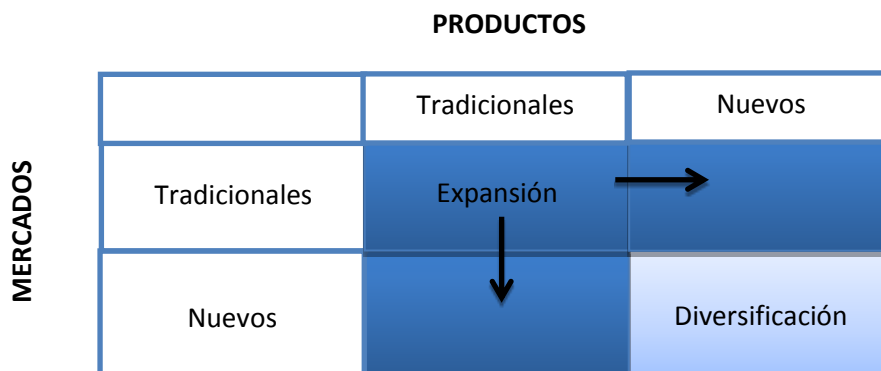 PRODUCTOS
Tradicionales
Nuevos
MERCADOS
Tradicionales
Expansión
Nuevos
Diversificación